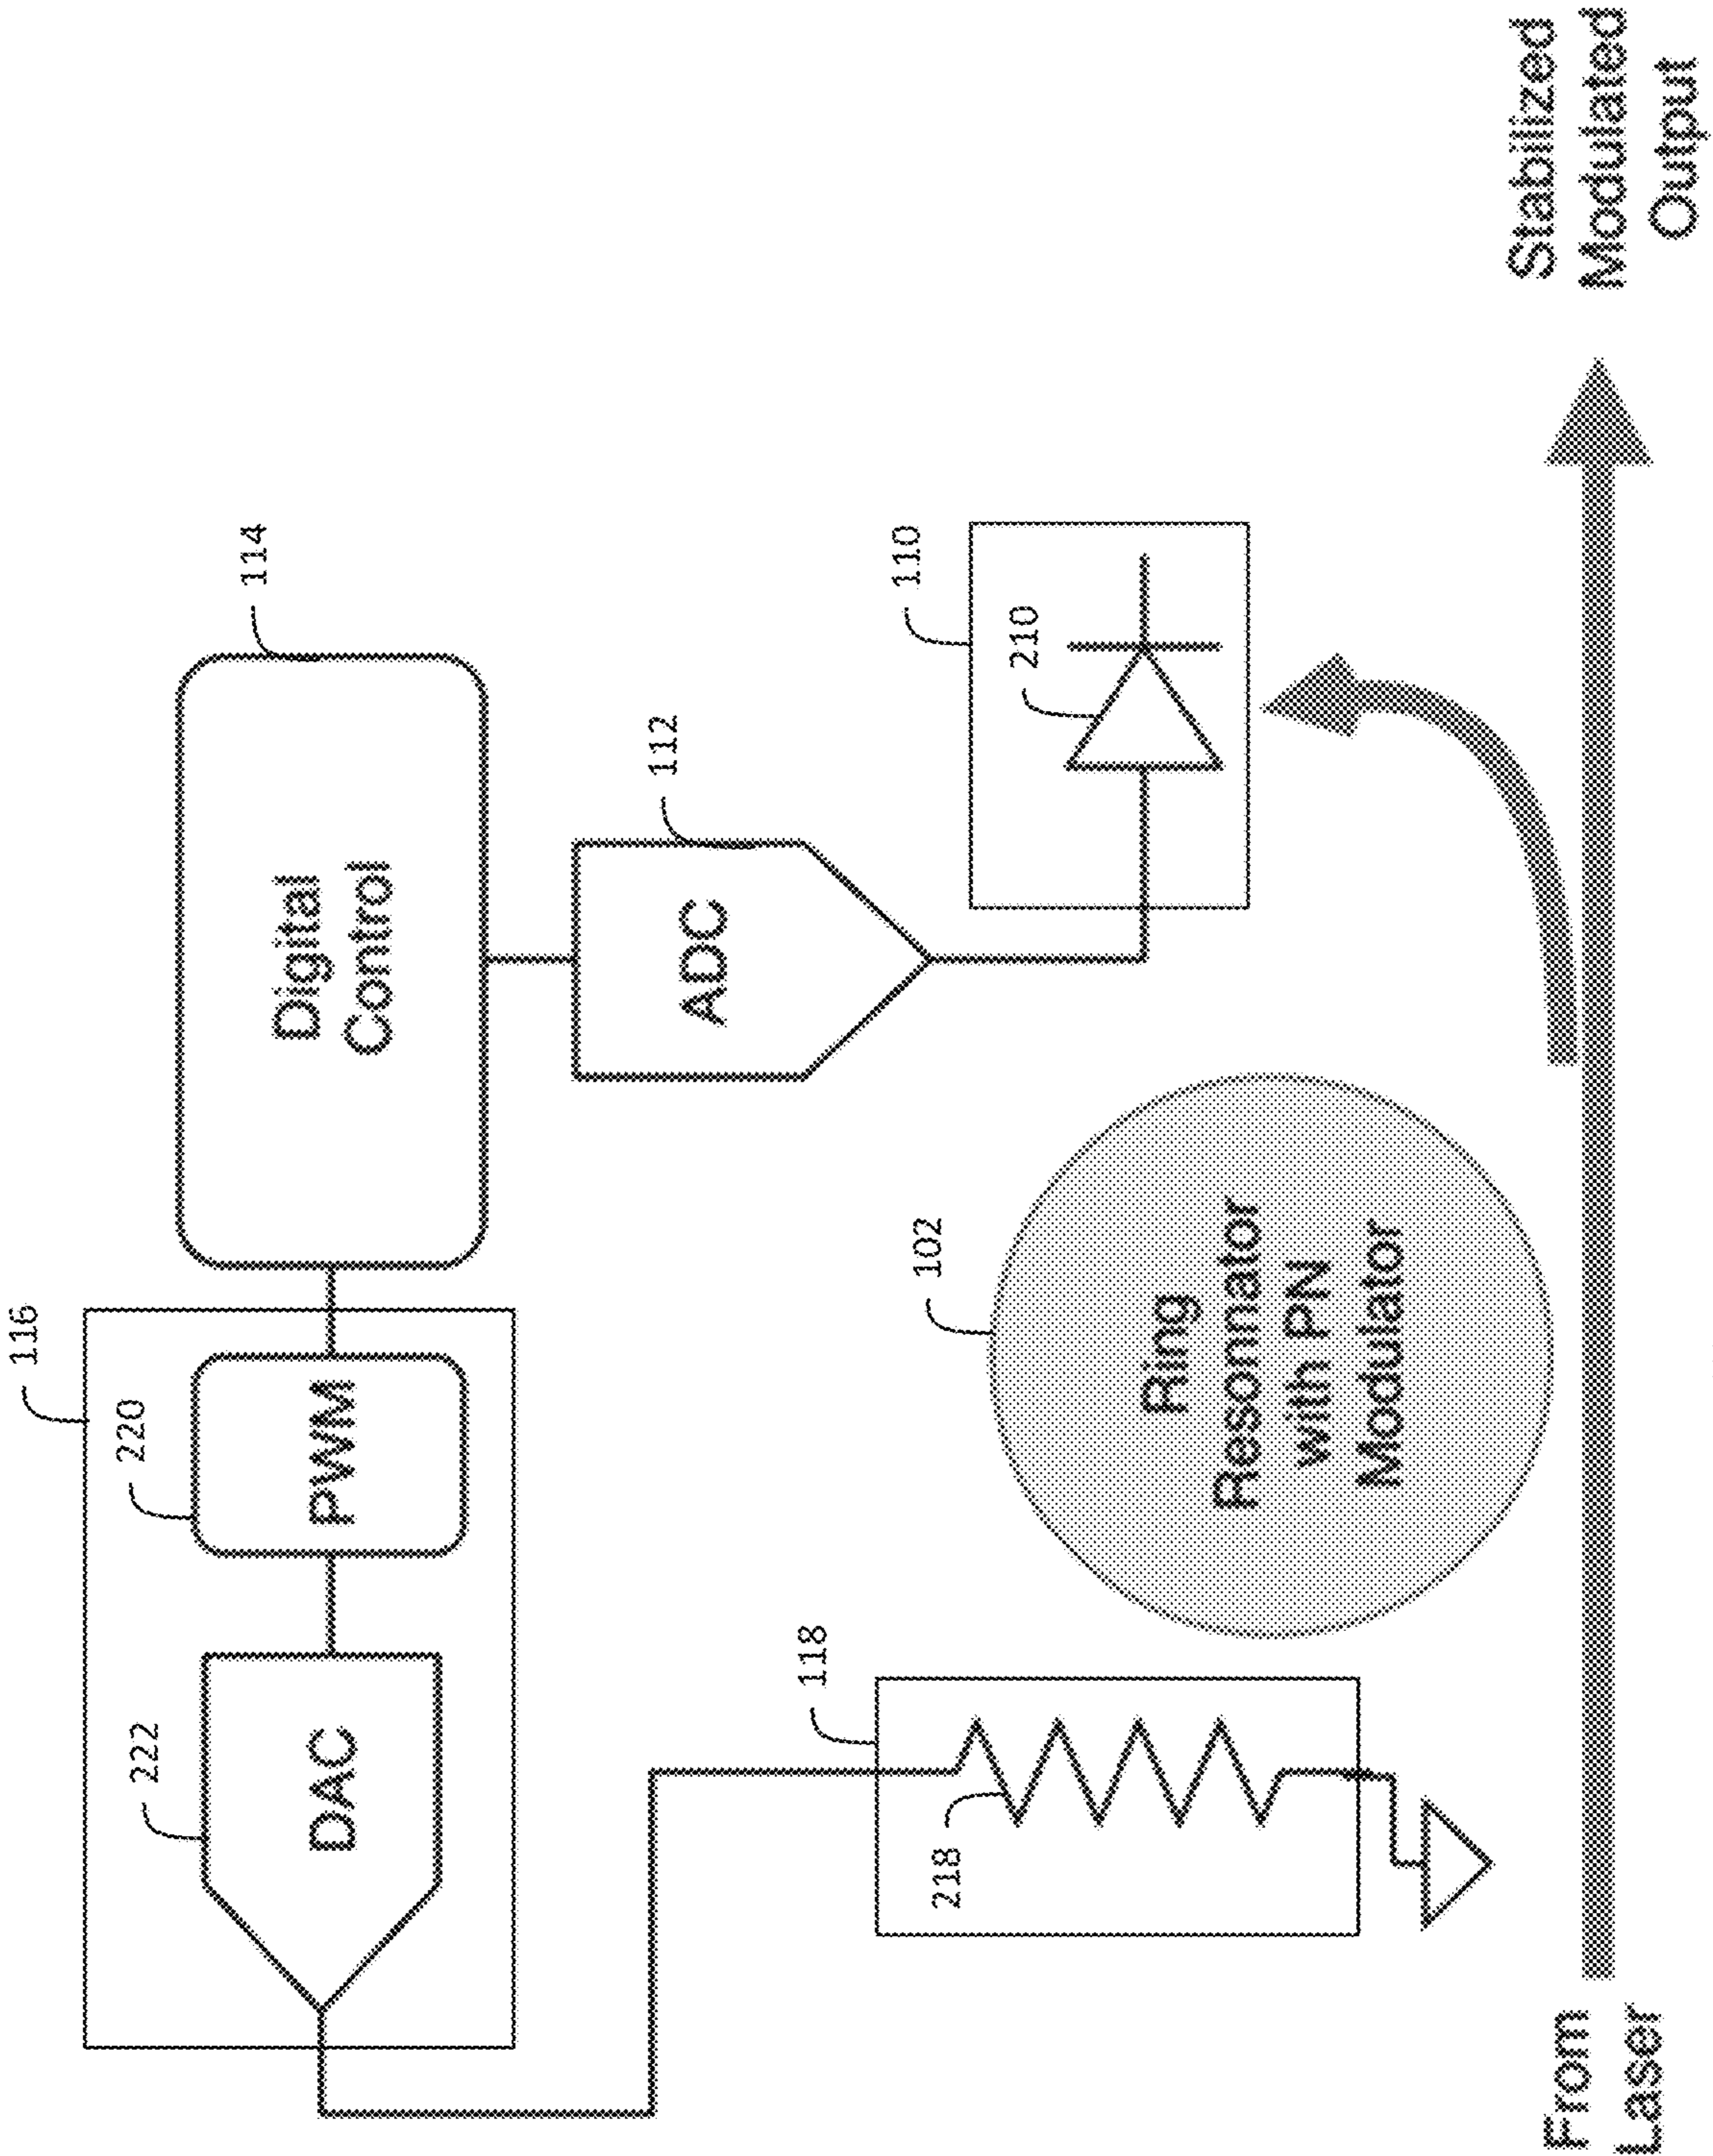 116
222
220
114
DAC
PWM
Digital
Control
112
ADC
118
218
102
110
210
Ring
Resonnator
with PN
Modulator
From
Laser
Stabilized
Modulated
Output